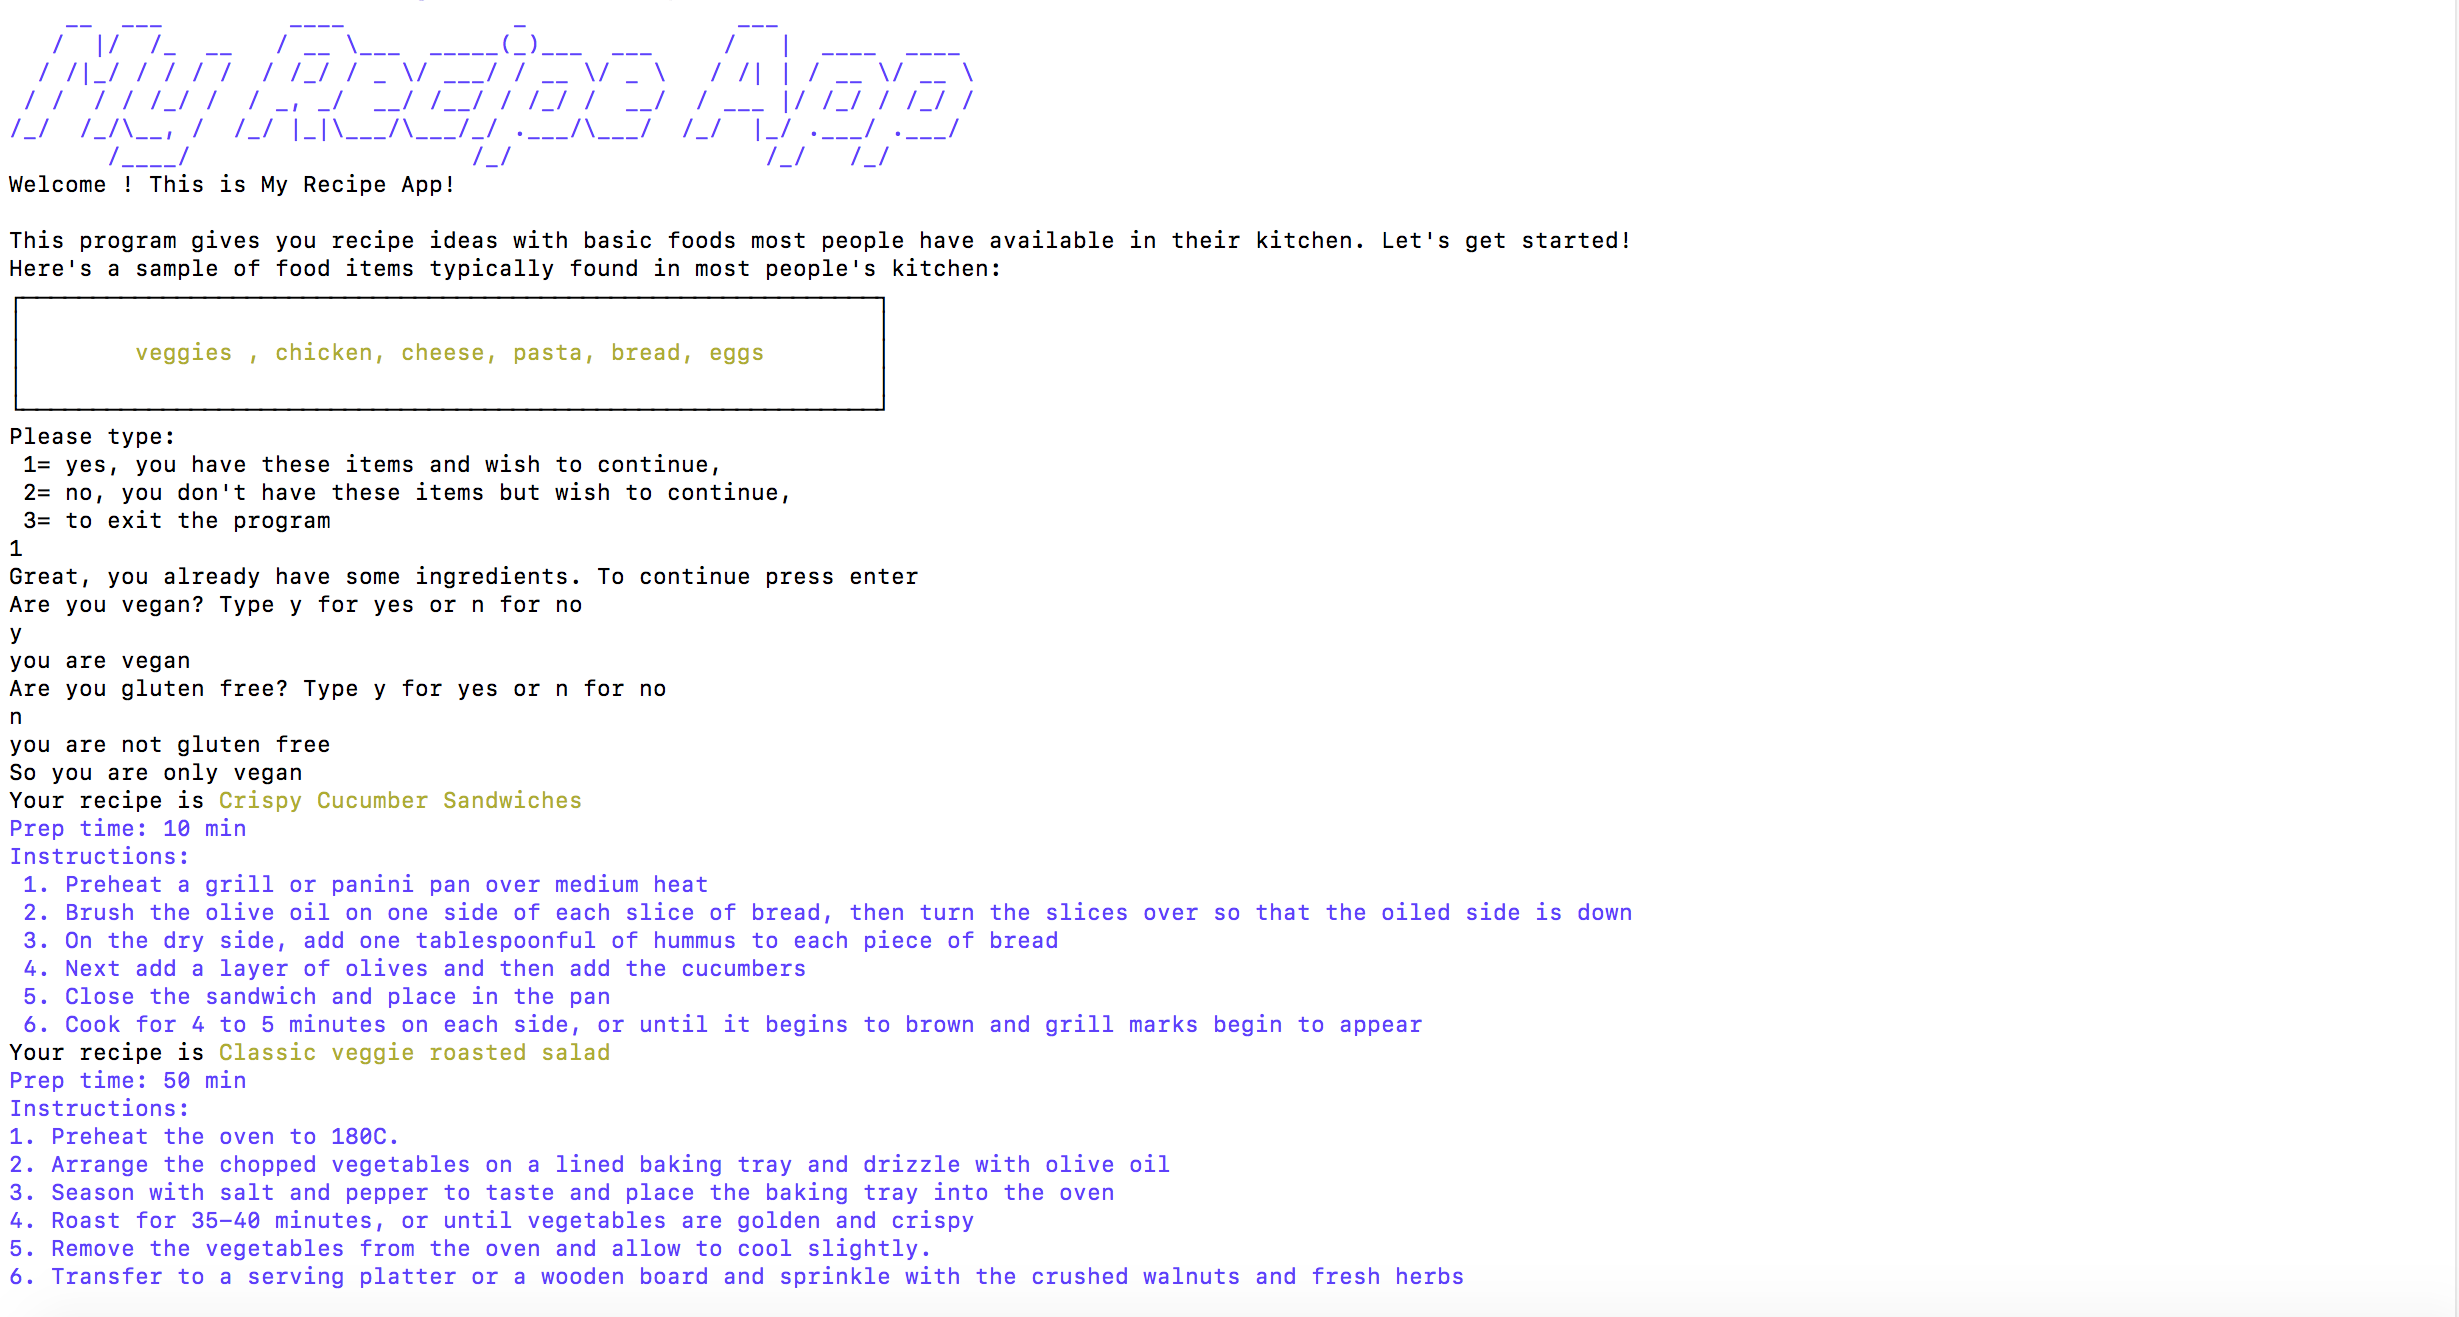 My Recipe App
Welcome ! This is My Recipe App!
This program gives you recipe ideas with basic foods most people have available in their kitchen. Let's get started!
Here's a sample of food items typically found in most people's kitchen:
veggies , chicken, cheese, pasta, bread, eggs
Please type:
1= yes, you have these items and wish to continue,
2= no, you don't have these items but wish to continue,
3= to exit the program
1
Great, you already have some ingredients. To continue press enter
Are you vegan? Type y for yes or n for no
y
you are vegan
Are you gluten free? Type y for yes or n for no
n
you are not gluten free
So you are only vegan
Your recipe is Crispy Cucumber Sandwiches
Prep time: 10 min
Instructions:
1. Preheat a grill or panini pan over medium heat
2. Brush the olive oil on one side of each slice of bread, then turn the slices over so that the oiled side is down
3. On the dry side, add one tablespoonful of hummus to each piece of bread
4. Next add a layer of olives and then add the cucumbers
5. Close the sandwich and place in the pan
6. Cook for 4 to 5 minutes on each side, or until it begins to brown and grill marks begin to appear
Your recipe is Classic veggie roasted salad
Prep time: 50 min
Instructions:
1. Preheat the oven to 180C.
2. Arrange the chopped vegetables on a lined baking tray and drizzle with olive oil
3. Season with salt and pepper to taste and place the baking tray into the oven
4. Roast for 35–40 minutes, or until vegetables are golden and crispy
5. Remove the vegetables from the oven and allow to cool slightly.
6. Transfer to a serving platter or a wooden board and sprinkle with the crushed walnuts and fresh herbs